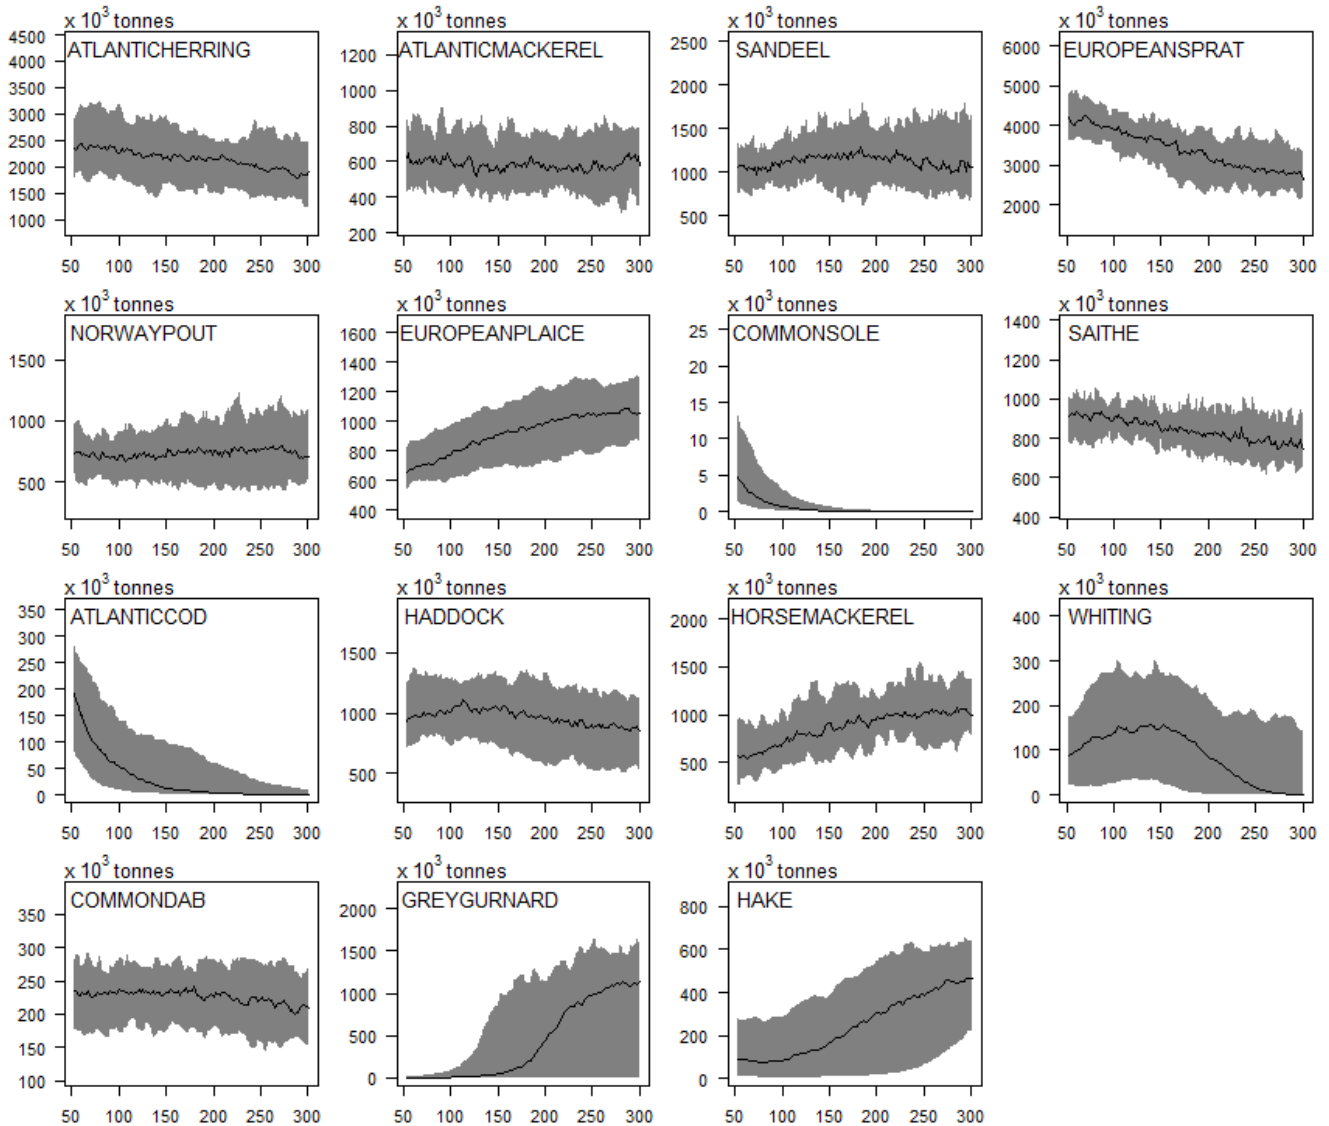 x 10³ tonnes x 10³ tonnes x 10³ tonnes x 10³ tonnes
ATLANTICHERRING ATLANTICMACKEREL SANDEEL EUROPEANSPRAT
4500 4000 3500 3000 2500 2000 1500 1000
1200 1000 800 600 400 200
2500 2000 1500 1000 500
6000 5000 4000 3000 2000
50 100 150 200 250 300 50 100 150 200 250 300 50 100 150 200 250 300 50 100 150 200 250 300
x 10³ tonnes x 10³ tonnes x 10³ tonnes x 10³ tonnes
NORWAYPOUT EUROPEANPLAICE COMMONSOLE SAITHE
1500 1000 500
1600 1400 1200 1000 800 600 400
25 20 15 10 5 0
1400 1200 1000 800 600 400
50 100 150 200 250 300 50 100 150 200 250 300 50 100 150 200 250 300 50 100 150 200 250 300
x 10³ tonnes x 10³ tonnes x 10³ tonnes x 10³ tonnes
ATLANTICCOD HADDOCK HORSEMACKEREL WHITING
350 300 250 200 150 100 50 0
1500 1000 500
2000 1500 1000 500
400 300 200 100 0
50 100 150 200 250 300 50 100 150 200 250 300 50 100 150 200 250 300 50 100 150 200 250 300
x 10³ tonnes x 10³ tonnes x 10³ tonnes
COMMONDAB GREYGURNARD HAKE
350 300 250 200 150 100
2000 1500 1000 500 0
800 600 400 200 0
50 100 150 200 250 300 50 100 150 200 250 300 50 100 150 200 250 300